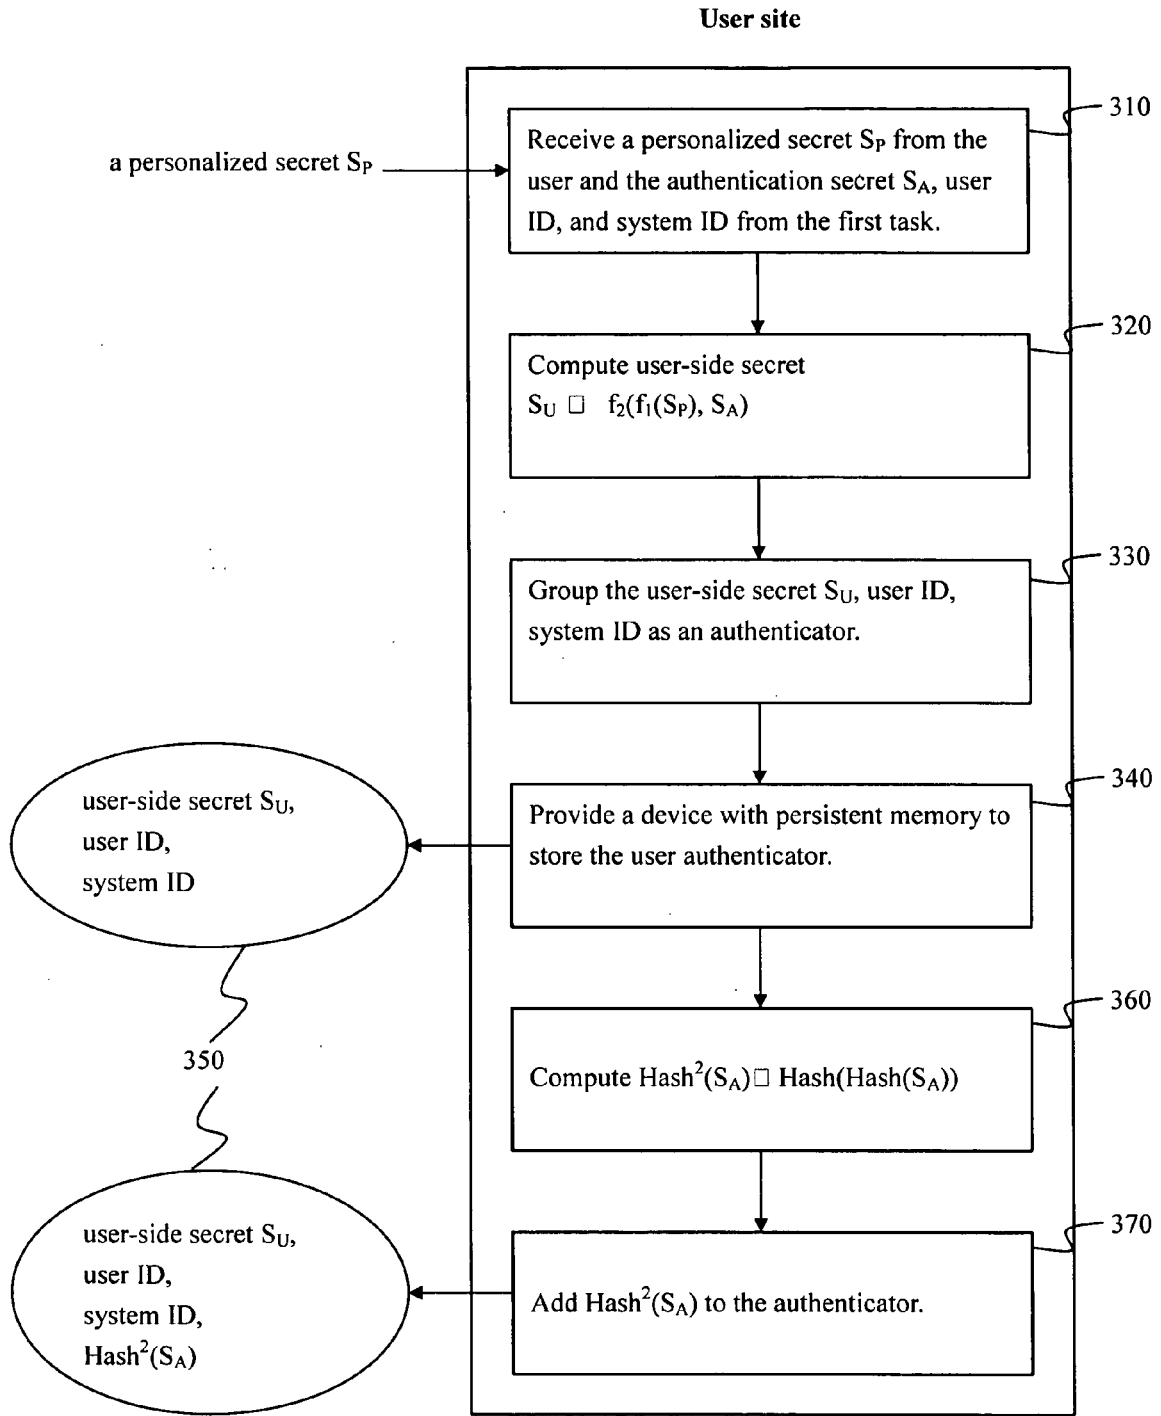 User site
310
Receive a personalized secret SP from the
a personalized secret SP
user and the authentication secret SA, user
ID, and system ID from the first task.
320
Compute user-side secret
SU □ f2(f1(SP), SA)
330
Group the user-side secret SU, user ID,
system ID as an authenticator.
340
user-side secret SU,
user ID,
system ID
Provide a device with persistent memory to
store the user authenticator.
360
350
Compute Hash²(SA)□ Hash(Hash(SA))
370
user-side secret SU,
user ID,
system ID,
Hash²(SA)
Add Hash²(SA) to the authenticator.